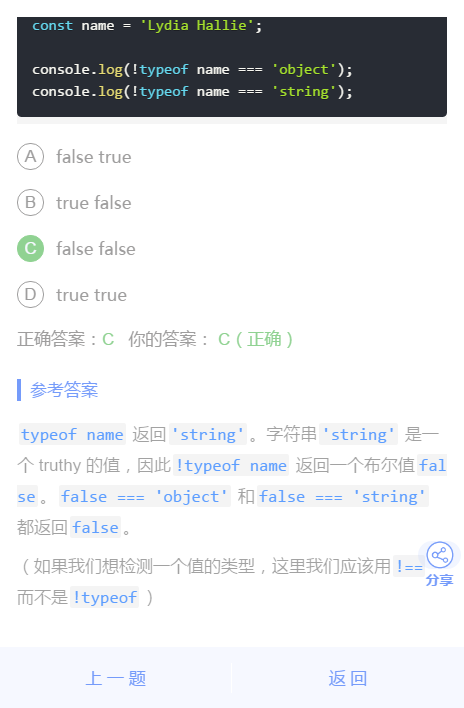 const name = 'Lydia Hallie';
console.log(!typeof name === 'object');
console.log(!typeof name === 'string');
A false true
B true false
C false false
D true true
正确答案：C 你的答案： C（正确）
参考答案
typeof name 返回 'string'。字符串 'string' 是一
个 truthy 的值，因此 !typeof name 返回一个布尔值 fal
se。 false === 'object' 和 false === 'string'
都返回 false。
（如果我们想检测一个值的类型，这里我们应该用 !==
而不是 !typeof ）
分享
上一题 返回